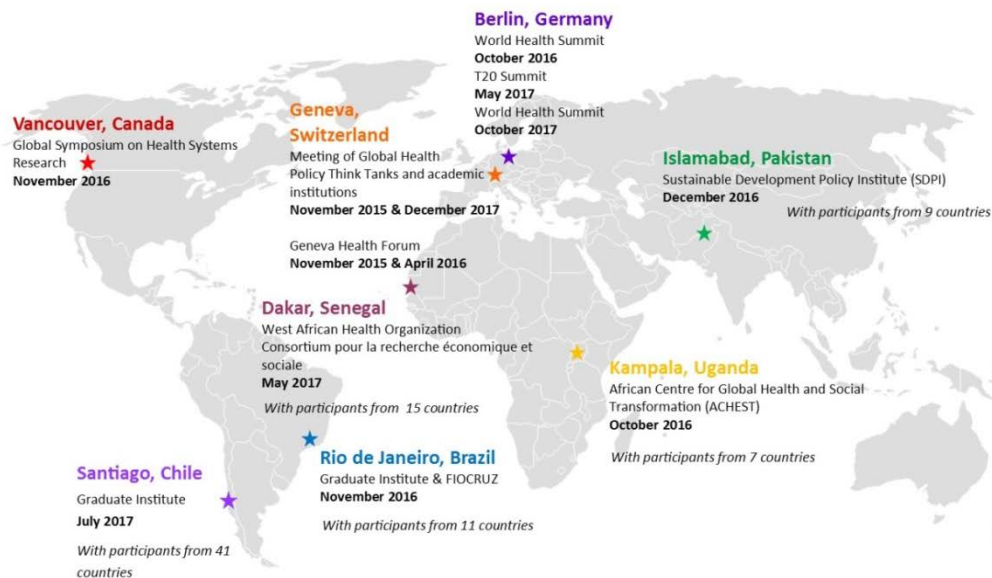 Berlin, Germany
World Health Summit
October 2016
T20 Summit
May 2017
World Health Summit
October 2017
Vancouver, Canada
Global Symposium on Health Systems
Research
November 2016
Geneva,
Switzerland
Meeting of Global Health
Policy Think Tanks and academic
institutions
November 2015 & December 2017
Geneva Health Forum
November 2015 & April 2016
Islamabad, Pakistan
Sustainable Development Policy Institute (SDPI)
December 2016
With participants from 9 countries
Dakar, Senegal
West African Health Organization
Consortium pour la recherche économique et
sociale
May 2017
With participants from 15 countries
Kampala, Uganda
African Centre for Global Health and Social
Transformation (ACHEST)
October 2016
With participants from 7 countries
Rio de Janeiro, Brazil
Graduate Institute & FIOCRUZ
November 2016
With participants from 11 countries
Santiago, Chile
Graduate Institute
July 2017
With participants from 41
countries